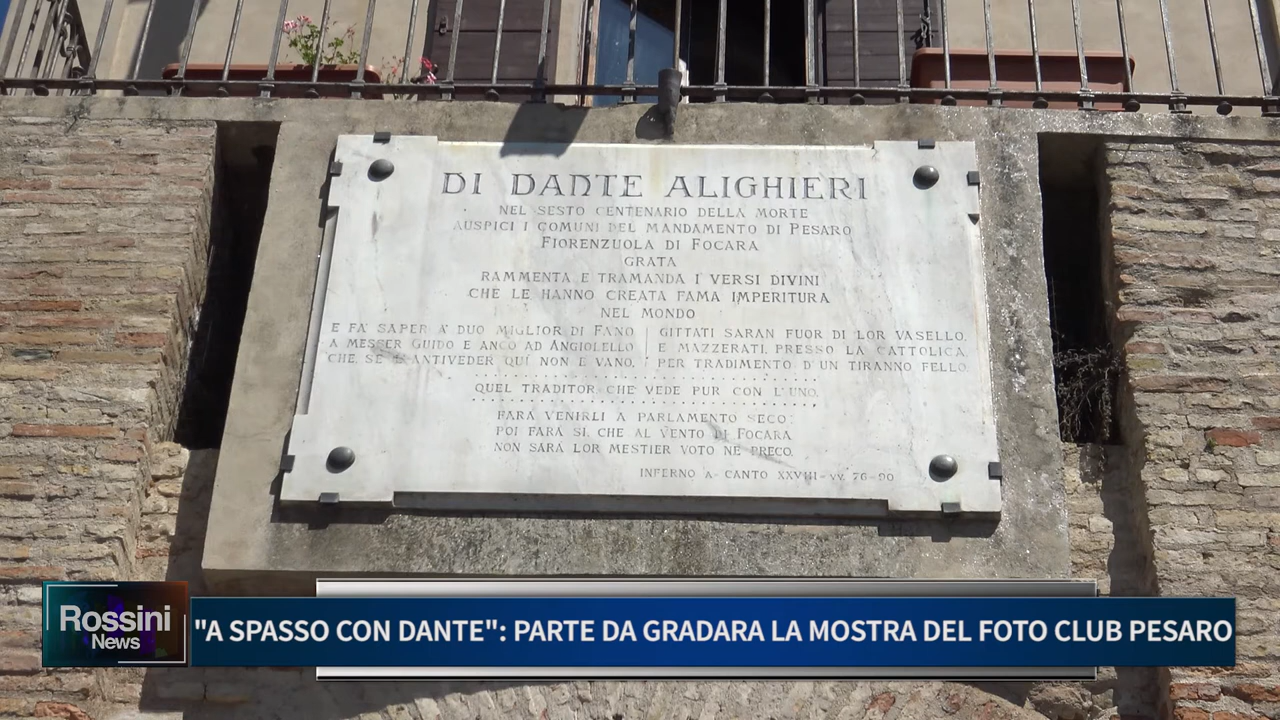 DI DANTE ALIGHIERI
NEL SESTO CENTENARIO DELLA MORTE
AUSPICI I COMUNI DEL MANDAMENTO DI PESARO
FIORENZUOLA DI FOCARA
GRATA
RAMMENTA E TRAMANDA I VERSI DIVINI
CHE LE HANNO CREATA FAMA IMPERITURA
NEL MONDO
E FA' SAPER A' DUO MIGLIOR DI FANO
A MESSER GUIDO E ANCO AD ANGIOLELLO
CHE, SE L'ANTIVEDER QUI NON E VANO,
GITTATI SARAN FUOR DI LOR VASELLO,
E MAZZERATI, PRESSO LA CATTOLICA,
PER TRADIMENTO D'UN TIRANNO FELLO.
QUEL TRADITOR CHE VEDE PUR CON L'UNO,
FARÀ VENIRLI A PARLAMENTO SECO:
POI FARÀ SI, CHE AL VENTO DI FOCARA
NON SARÀ LOR MESTIER VOTO NÈ PRECO.
INFERNO A-CANTO XXVIII-VV. 76-90
Rossini
News
"A SPASSO CON DANTE": PARTE DA GRADARA LA MOSTRA DEL FOTO CLUB PESARO